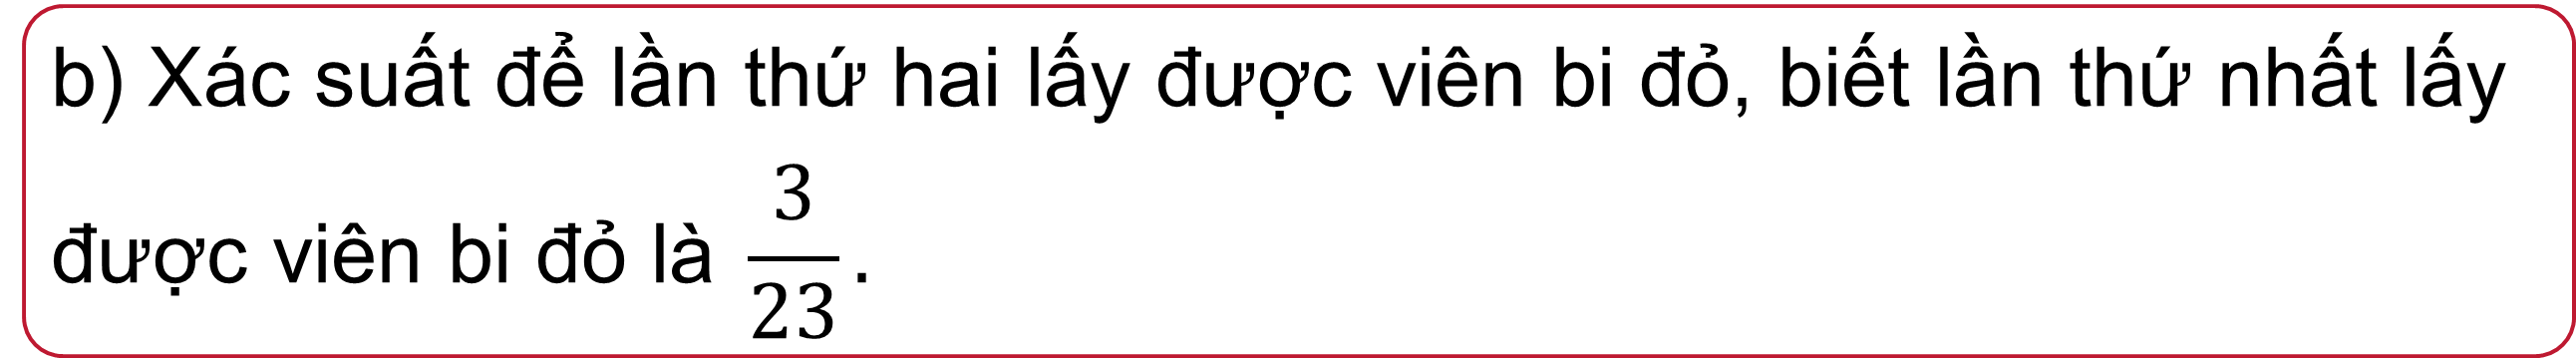 b) Xác suất để lần thứ hai lấy được viên bi đỏ, biết lần thứ nhất lấy
được viên bi đỏ là 3/23.